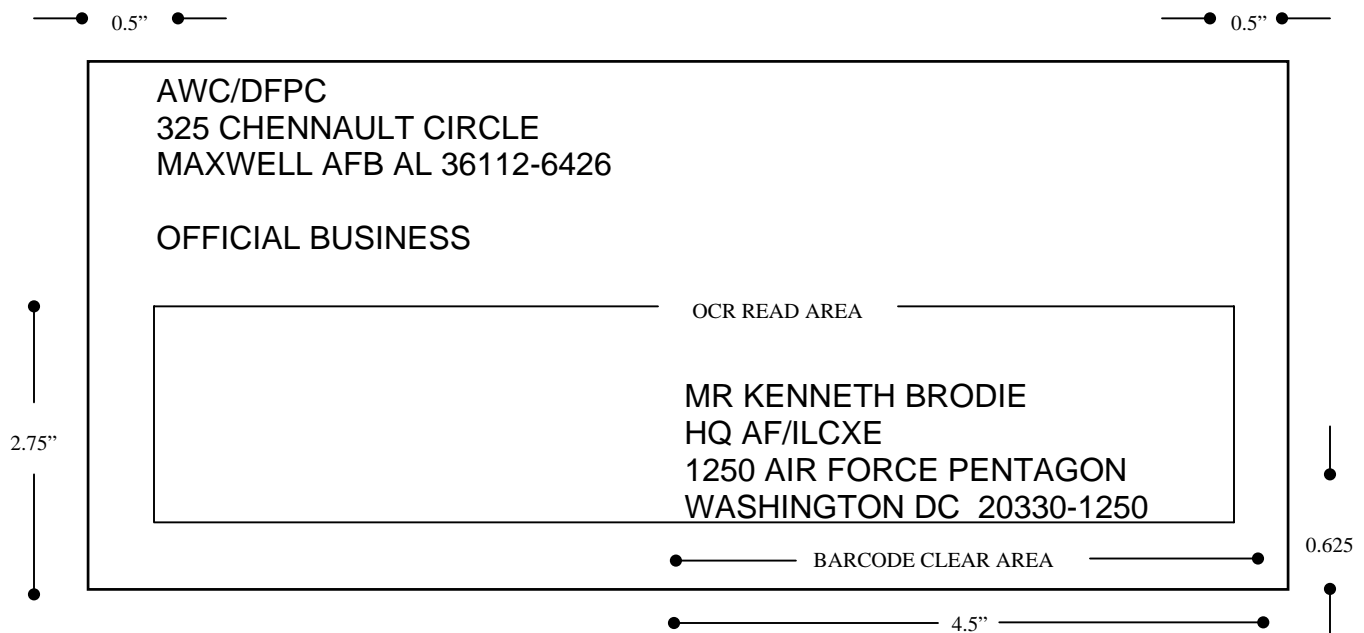 0.5” 0.5”
AWC/DFPC
325 CHENNAULT CIRCLE
MAXWELL AFB AL 36112-6426
OFFICIAL BUSINESS
OCR READ AREA
MR KENNETH BRODIE
HQ AF/ILCXE
1250 AIR FORCE PENTAGON
WASHINGTON DC  20330-1250
2.75”
BARCODE CLEAR AREA
0.625
4.5”